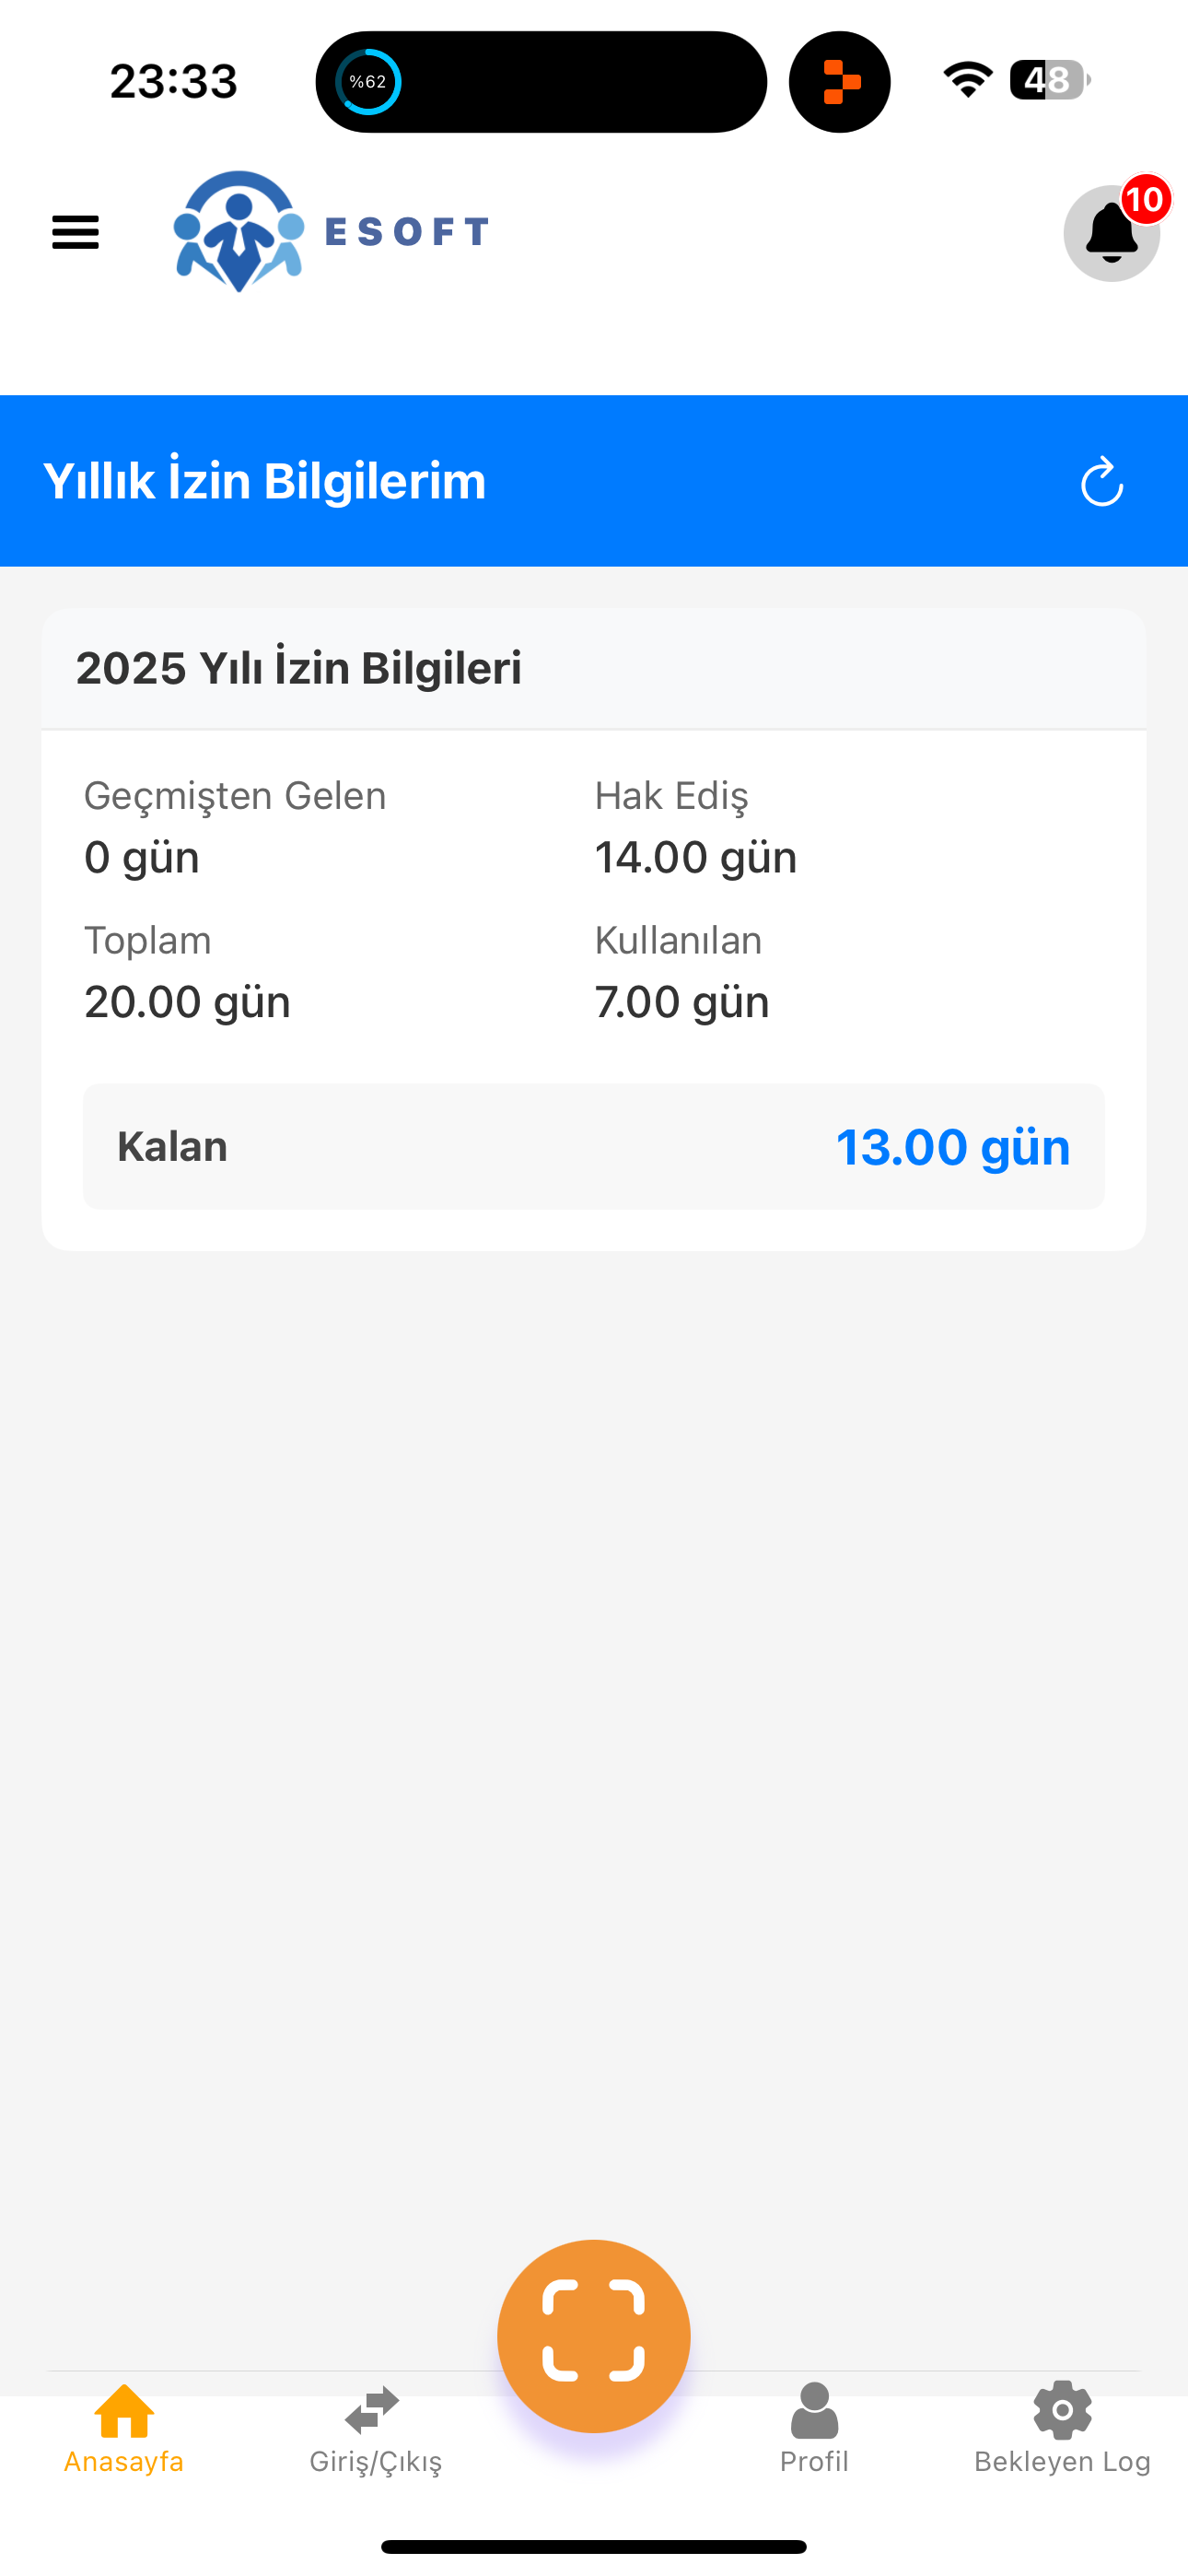 23:33
%62
48
ESOFT
10
Yıllık İzin Bilgilerim
2025 Yılı İzin Bilgileri
Geçmişten Gelen
Hak Ediş
0 gün
14.00 gün
Toplam
Kullanılan
20.00 gün
7.00 gün
Kalan
13.00 gün
Anasayfa
Giriş/Çıkış
Profil
Bekleyen Log